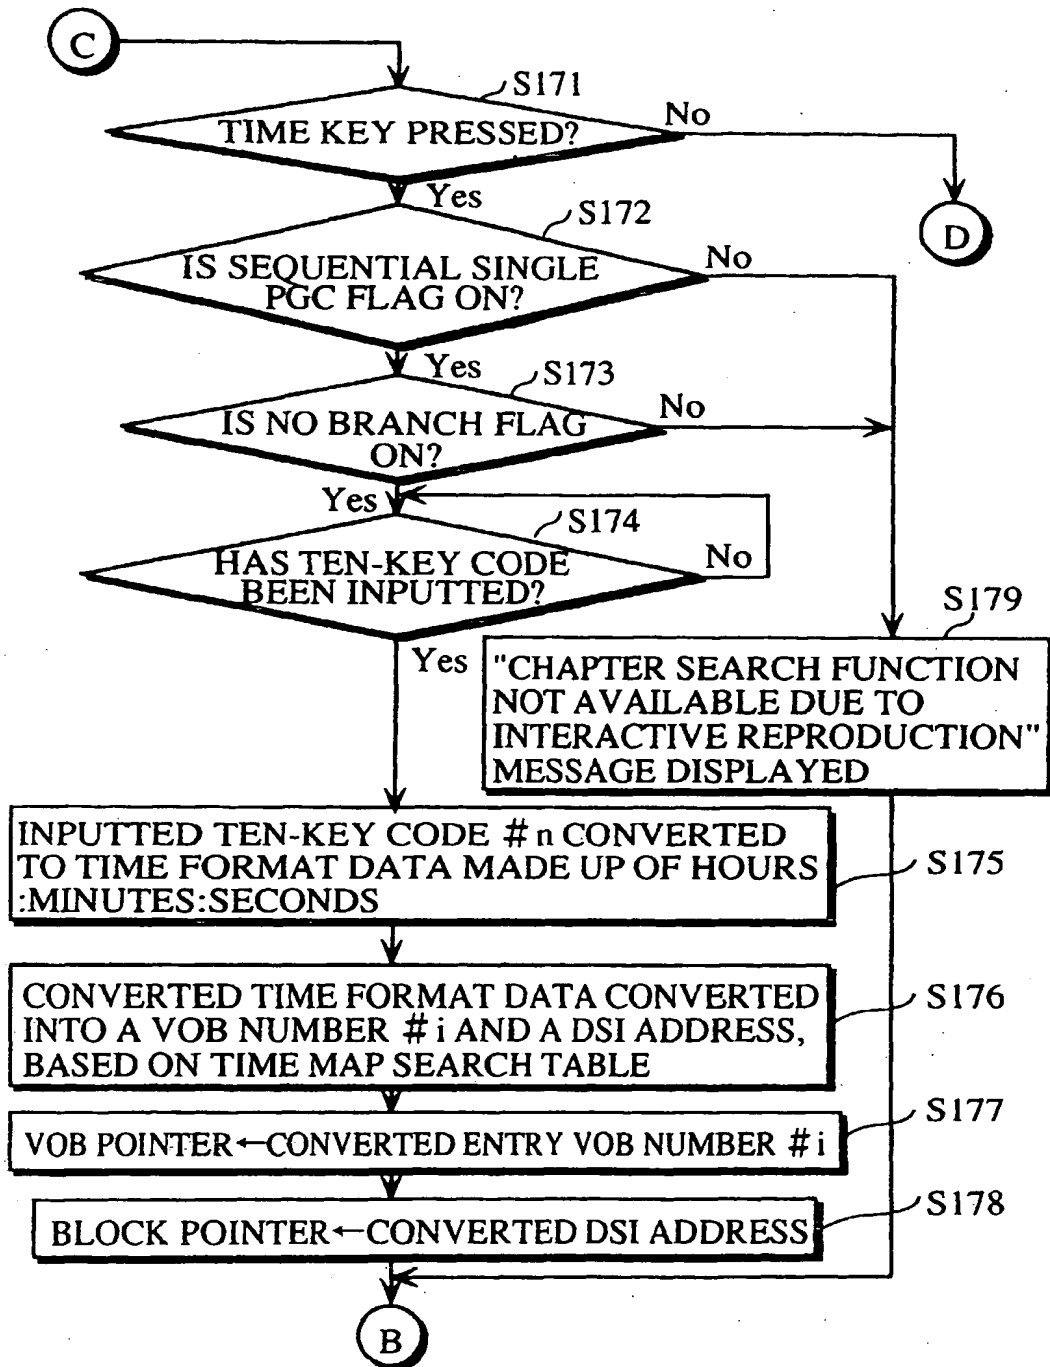 C
S171
TIME KEY PRESSED?
No
Yes
D
S172
IS SEQUENTIAL SINGLE
PGC FLAG ON?
No
Yes
S173
IS NO BRANCH FLAG
ON?
No
Yes
S174
HAS TEN-KEY CODE
BEEN INPUTTED?
No
Yes
S179
"CHAPTER SEARCH FUNCTION
NOT AVAILABLE DUE TO
INTERACTIVE REPRODUCTION"
MESSAGE DISPLAYED
INPUTTED TEN-KEY CODE #n CONVERTED
TO TIME FORMAT DATA MADE UP OF HOURS
:MINUTES:SECONDS
S175
CONVERTED TIME FORMAT DATA CONVERTED
INTO A VOB NUMBER #i AND A DSI ADDRESS,
BASED ON TIME MAP SEARCH TABLE
S176
VOB POINTER←CONVERTED ENTRY VOB NUMBER #i
S177
BLOCK POINTER←CONVERTED DSI ADDRESS
S178
B